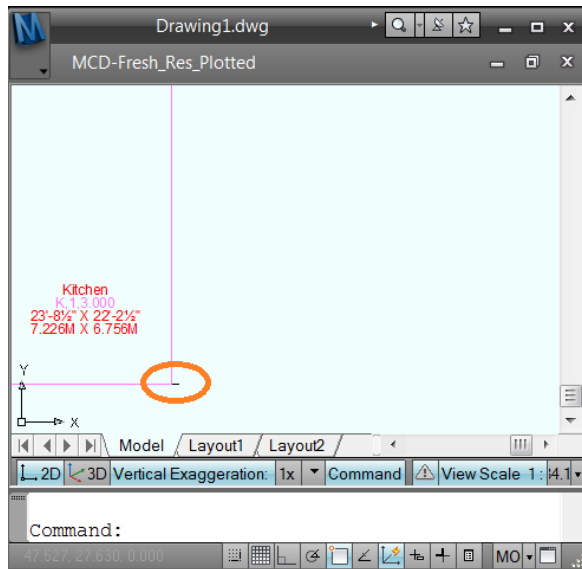 Drawing1.dwg
MCD-Fresh_Res_Plotted
Kitchen
K,1,3.000
23'-8½" X 22'-2½"
7.226M X 6.756M
Y
X
Model Layout1 Layout2
2D 3D Vertical Exaggeration: 1x Command View Scale 1:
Command:
47.527, 27.630, 0.000 MO